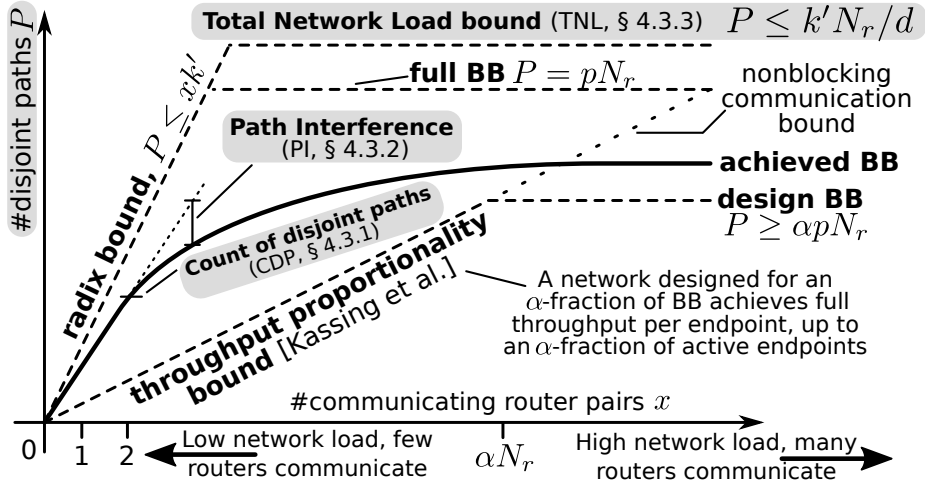 Total Network Load bound (TNL, § 4.3.3) P ≤ k′N_r/d
full BB P = pN_r
nonblocking
communication
bound
#disjoint paths P
radix bound, P ≤ xk′
Path Interference
(PI, § 4.3.2)
achieved BB
design BB
P ≥ αpN_r
Count of disjoint paths
(CDP, § 4.3.1)
throughput proportionality
bound [Kassing et al.]
A network designed for an
α-fraction of BB achieves full
throughput per endpoint, up to
an α-fraction of active endpoints
#communicating router pairs x
0
1
2
αN_r
Low network load, few
routers communicate
High network load, many
routers communicate